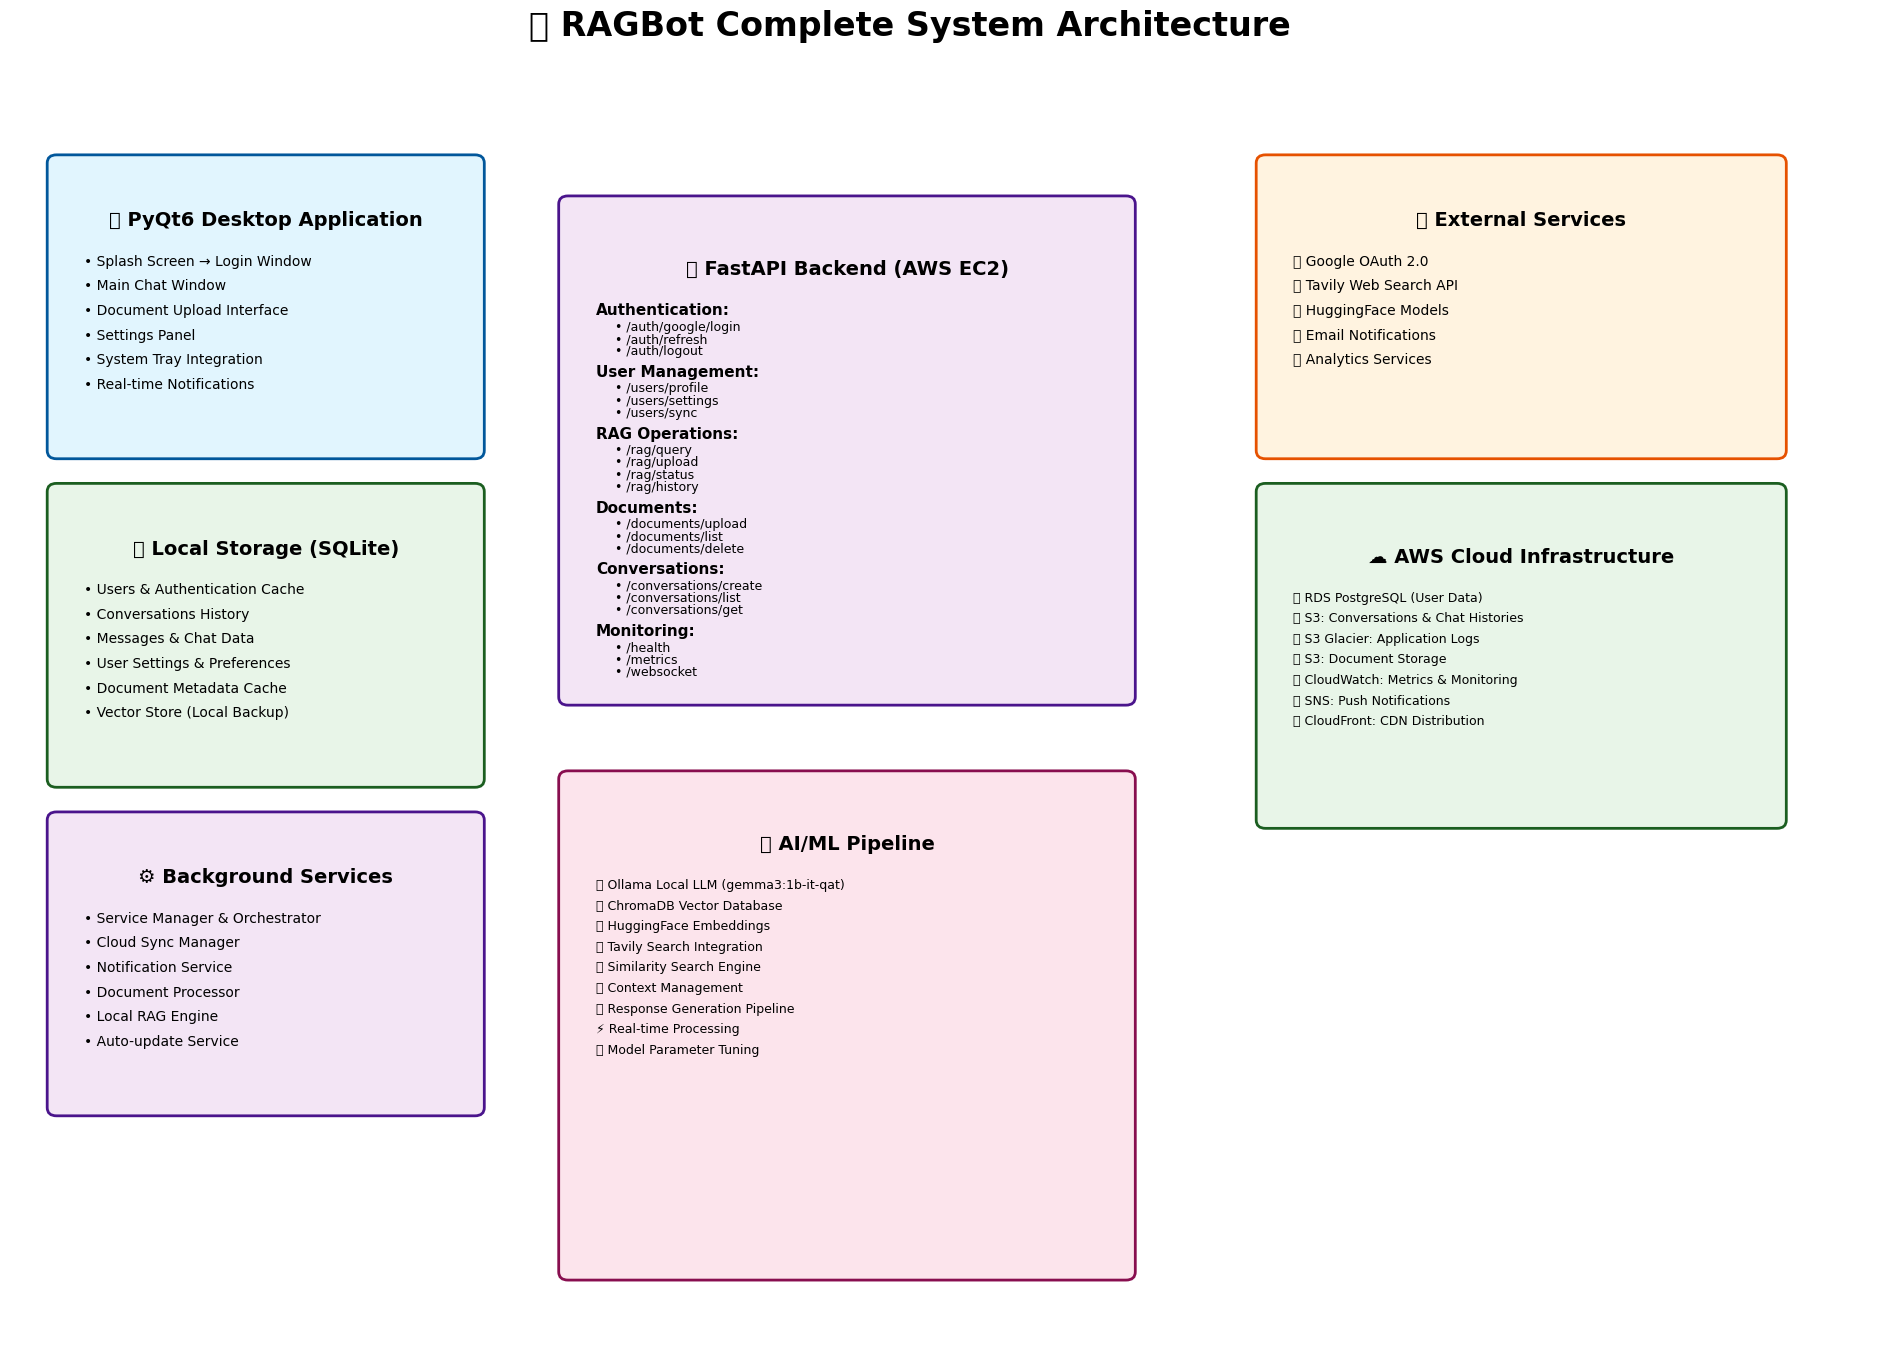 RAGBot Complete System Architecture
PyQt6 Desktop Application
• Splash Screen → Login Window
• Main Chat Window
• Document Upload Interface
• Settings Panel
• System Tray Integration
• Real-time Notifications
Local Storage (SQLite)
• Users & Authentication Cache
• Conversations History
• Messages & Chat Data
• User Settings & Preferences
• Document Metadata Cache
• Vector Store (Local Backup)
⚙ Background Services
• Service Manager & Orchestrator
• Cloud Sync Manager
• Notification Service
• Document Processor
• Local RAG Engine
• Auto-update Service
FastAPI Backend (AWS EC2)
Authentication:
• /auth/google/login
• /auth/refresh
• /auth/logout
User Management:
• /users/profile
• /users/settings
• /users/sync
RAG Operations:
• /rag/query
• /rag/upload
• /rag/status
• /rag/history
Documents:
• /documents/upload
• /documents/list
• /documents/delete
Conversations:
• /conversations/create
• /conversations/list
• /conversations/get
Monitoring:
• /health
• /metrics
• /websocket
AI/ML Pipeline
Ollama Local LLM (gemma3:1b-it-qat)
ChromaDB Vector Database
HuggingFace Embeddings
Tavily Search Integration
Similarity Search Engine
Context Management
Response Generation Pipeline
⚡ Real-time Processing
Model Parameter Tuning
External Services
Google OAuth 2.0
Tavily Web Search API
HuggingFace Models
Email Notifications
Analytics Services
☁ AWS Cloud Infrastructure
RDS PostgreSQL (User Data)
S3: Conversations & Chat Histories
S3 Glacier: Application Logs
S3: Document Storage
CloudWatch: Metrics & Monitoring
SNS: Push Notifications
CloudFront: CDN Distribution